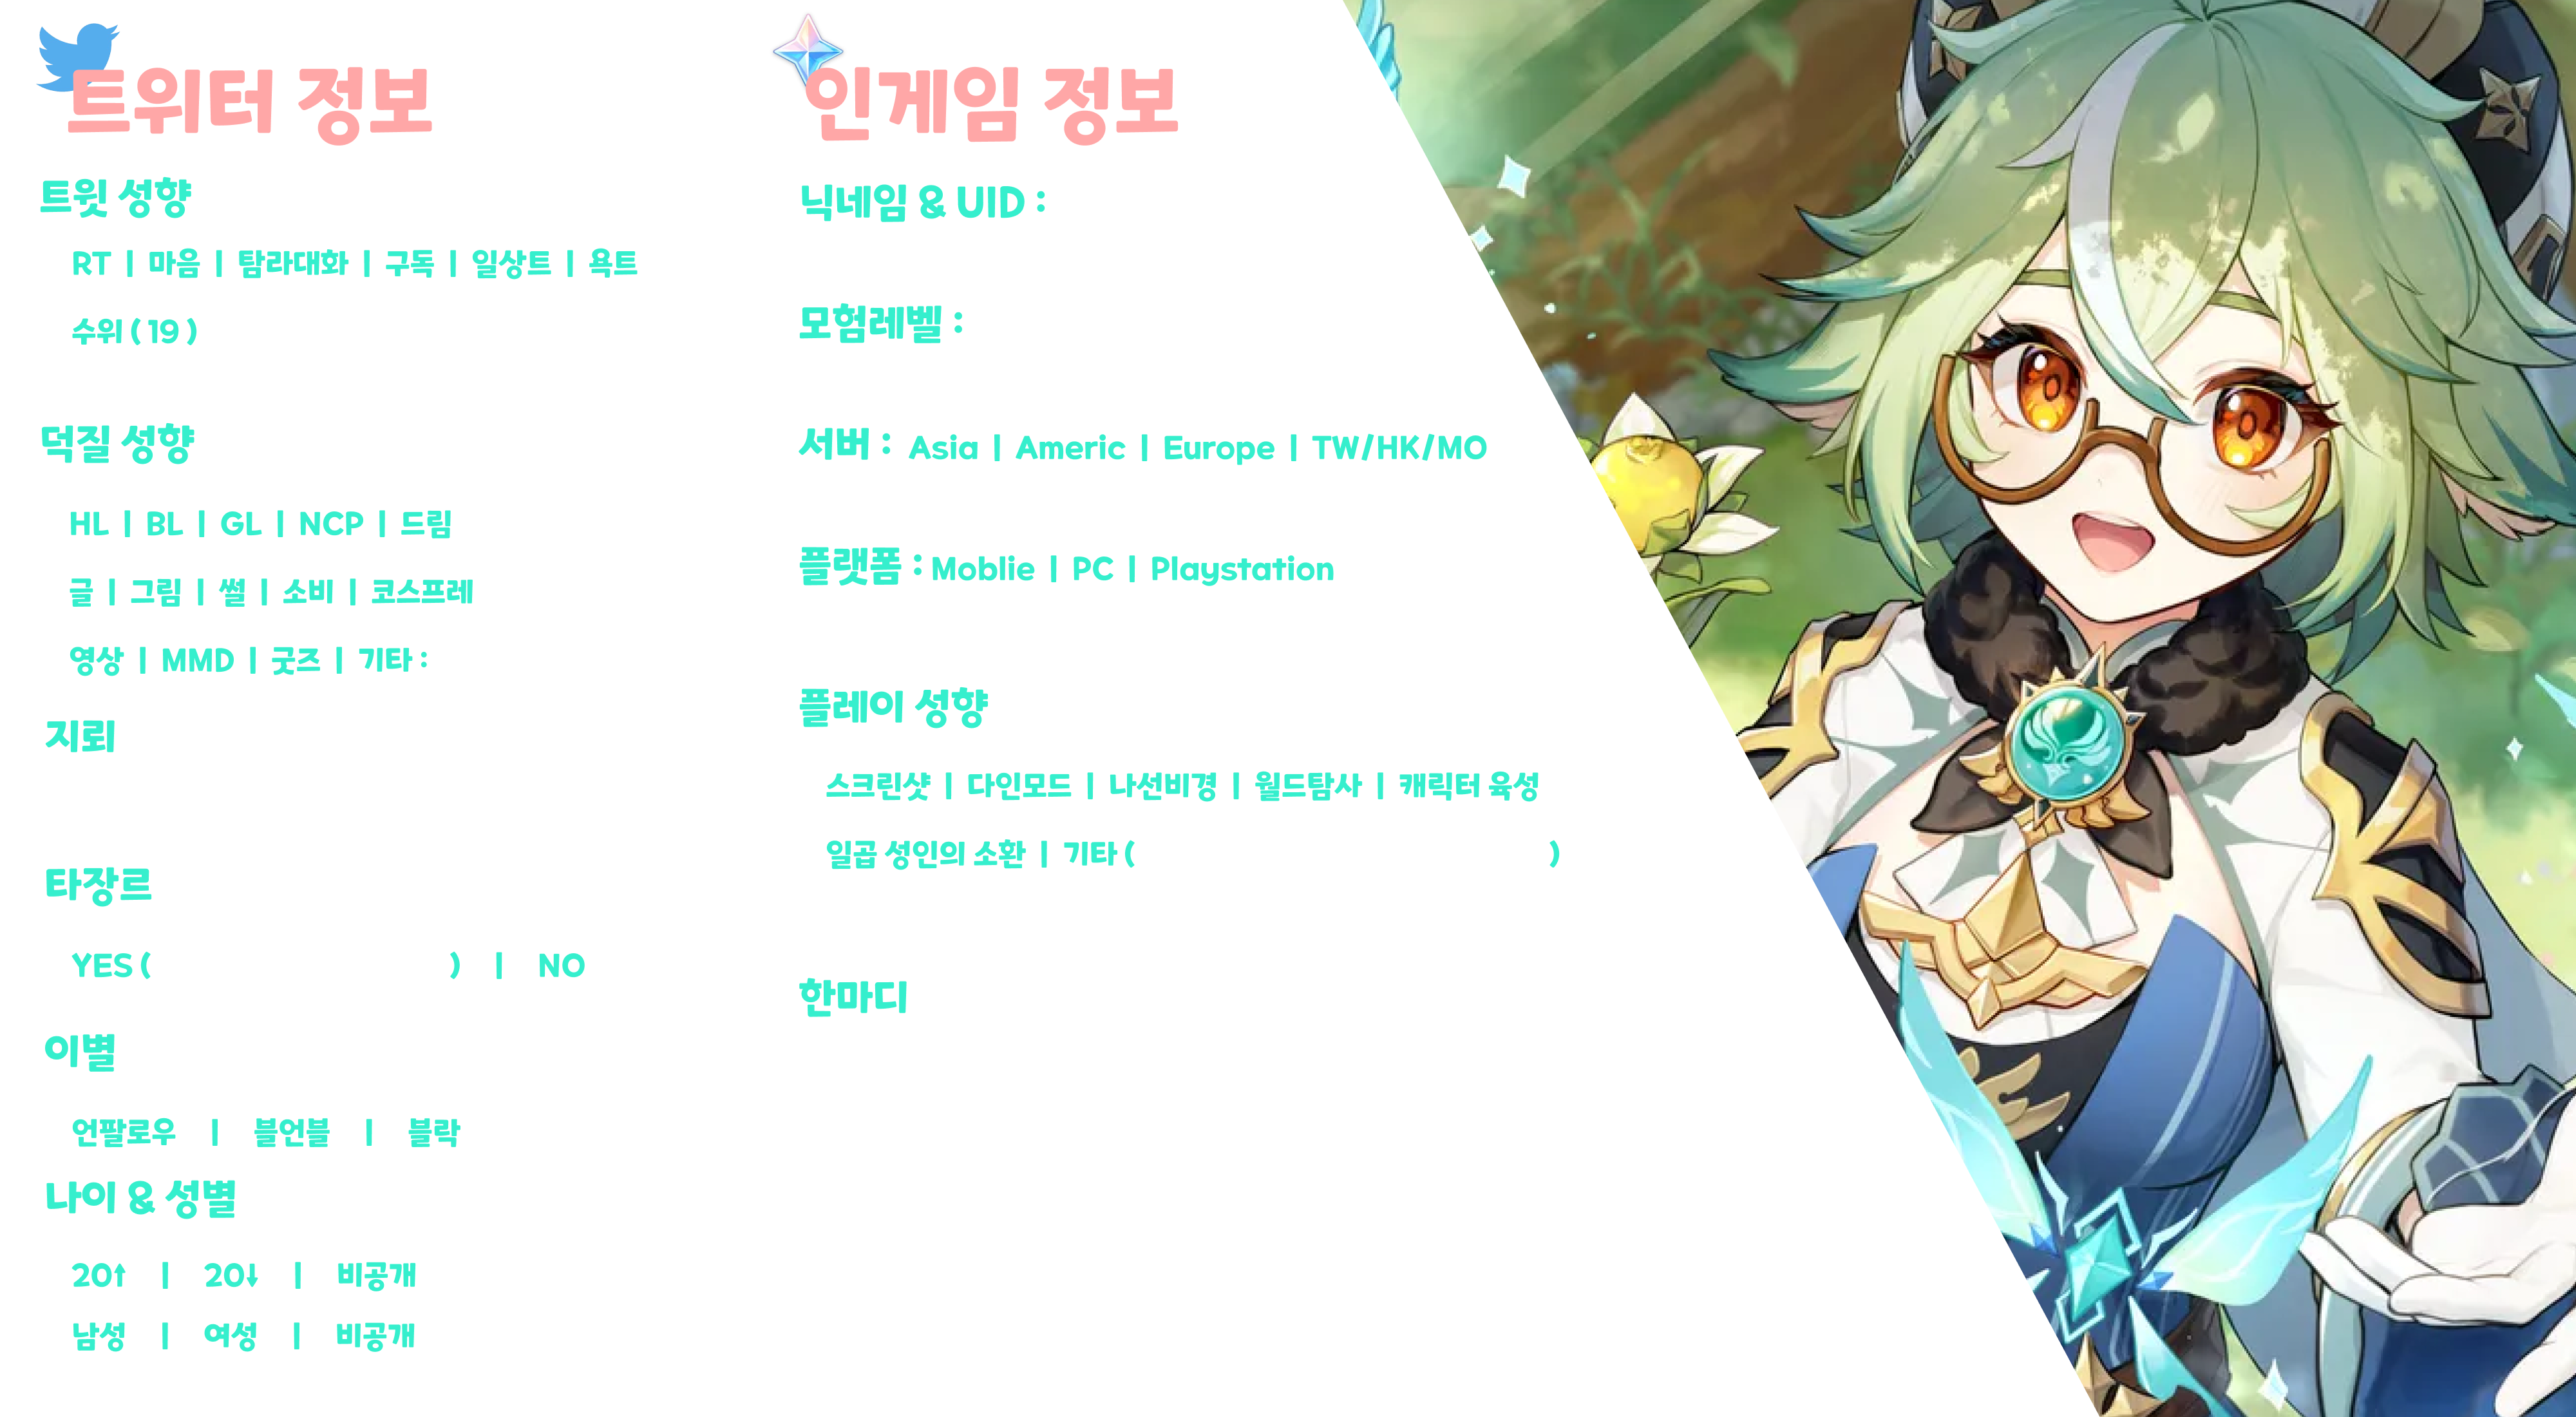 트위터 정보
트윗 성향
RT | 마음 | 탐라대화 | 구독 | 일상트 | 욕트
수위 ( 19 )
덕질 성향
HL | BL | GL | NCP | 드림
글 | 그림 | 썰 | 소비 | 코스프레
영상 | MMD | 굿즈 | 기타 :
지뢰
타장르
YES ( ) | NO
이별
언팔로우 | 블언블 | 블락
나이 & 성별
20↑ | 20↓ | 비공개
남성 | 여성 | 비공개
인게임 정보
닉네임 & UID :
모험레벨 :
서버 : Asia | Americ | Europe | TW/HK/MO
플랫폼 : Moblie | PC | Playstation
플레이 성향
스크린샷 | 다인모드 | 나선비경 | 월드탐사 | 캐릭터 육성
일곱 성인의 소환 | 기타 ( )
한마디